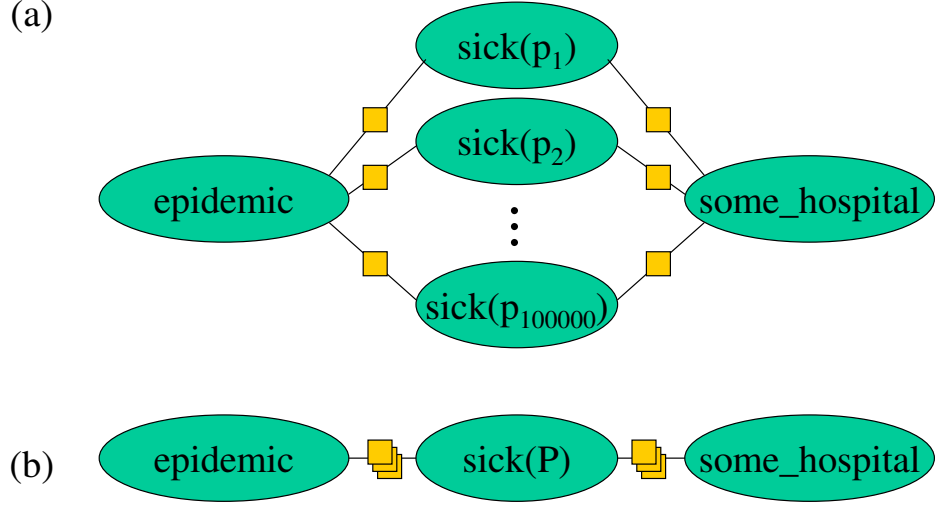 (a)
sick(p₁)
sick(p₂)
epidemic
some_hospital
sick(p₁₀₀₀₀₀)
(b)
epidemic
sick(P)
some_hospital